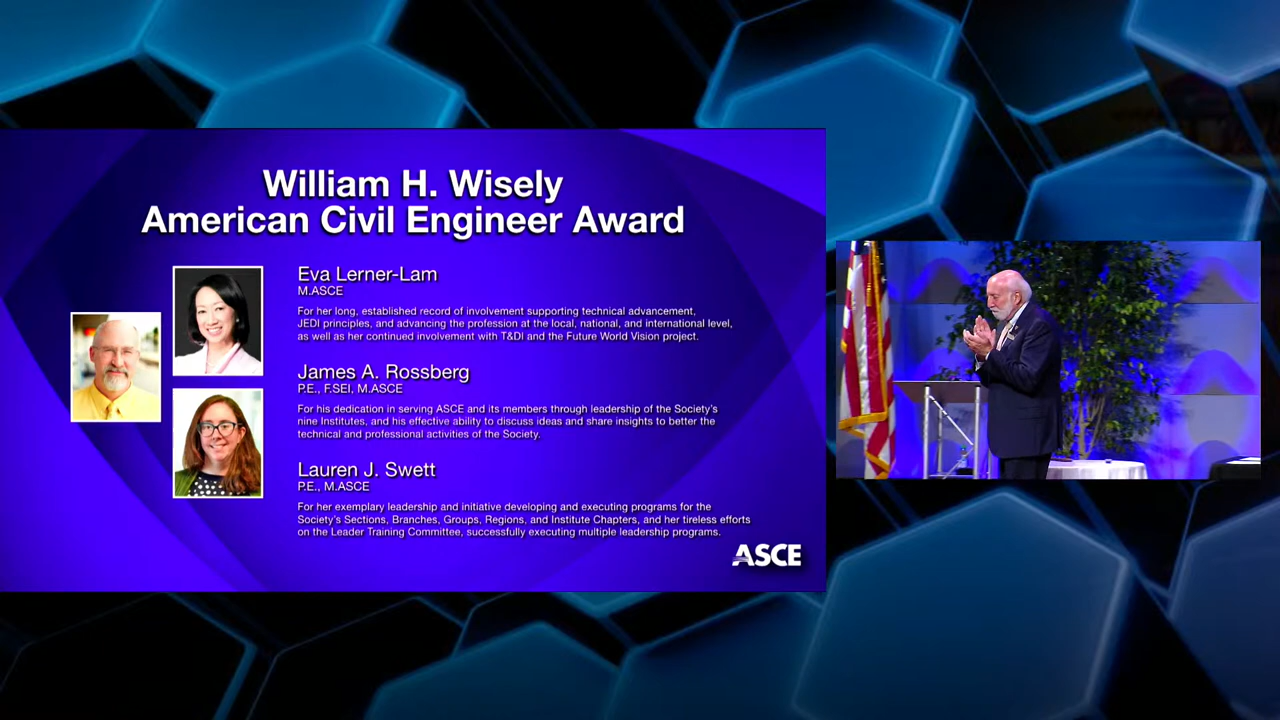 William H. Wisely
American Civil Engineer Award
Eva Lerner-Lam
M.ASCE
For her long, established record of involvement supporting technical advancement,
JEDI principles, and advancing the profession at the local, national, and international level,
as well as her continued involvement with T&DI and the Future World Vision project.
James A. Rossberg
P.E., F.SEI, M.ASCE
For his dedication in serving ASCE and its members through leadership of the Society's
nine Institutes, and his effective ability to discuss ideas and share insights to better the
technical and professional activities of the Society.
Lauren J. Swett
P.E., M.ASCE
For her exemplary leadership and initiative developing and executing programs for the
Society's Sections, Branches, Groups, Regions, and Institute Chapters, and her tireless efforts
on the Leader Training Committee, successfully executing multiple leadership programs.
ASCE